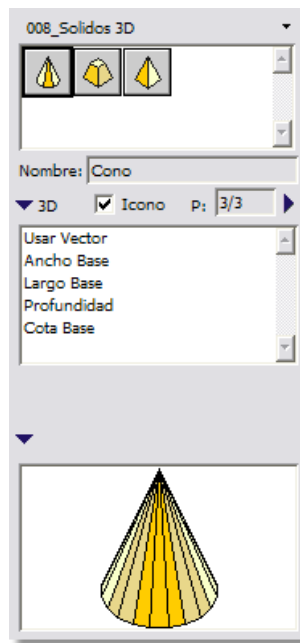 008_Solidos 3D
Nombre: Cono
3D Icono P: 3/3
Usar Vector
Ancho Base
Largo Base
Profundidad
Cota Base